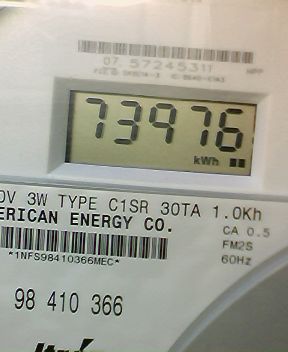 07 57245311
73976
kWh
0V 3W TYPE C1SR 30TA 1.0Kh
ERICAN ENERGY CO.
CA 0.5
FM2S
60Hz
*1NFS98410366MEC*
98 410 366